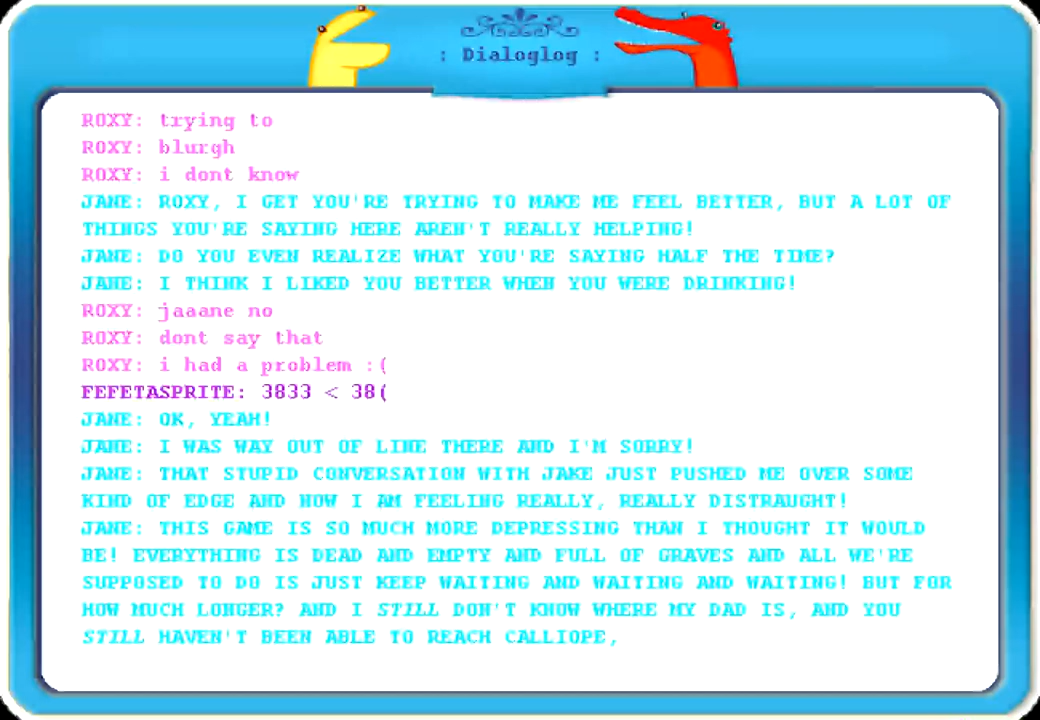 : Dialoglog :
ROXY: trying to
ROXY: blurgh
ROXY: i dont know
JANE: ROXY, I GET YOU'RE TRYING TO MAKE ME FEEL BETTER, BUT A LOT OF
THINGS YOU'RE SAYING HERE AREN'T REALLY HELPING!
JANE: DO YOU EVEN REALIZE WHAT YOU'RE SAYING HALF THE TIME?
JANE: I THINK I LIKED YOU BETTER WHEN YOU WERE DRINKING!
ROXY: jaaane no
ROXY: dont say that
ROXY: i had a problem :(
FEFETASPRITE: 3833 < 38(
JANE: OK, YEAH!
JANE: I WAS WAY OUT OF LINE THERE AND I'M SORRY!
JANE: THAT STUPID CONVERSATION WITH JAKE JUST PUSHED ME OVER SOME
KIND OF EDGE AND NOW I AM FEELING REALLY, REALLY DISTRAUGHT!
JANE: THIS GAME IS SO MUCH MORE DEPRESSING THAN I THOUGHT IT WOULD
BE! EVERYTHING IS DEAD AND EMPTY AND FULL OF GRAVES AND ALL WE'RE
SUPPOSED TO DO IS JUST KEEP WAITING AND WAITING AND WAITING! BUT FOR
HOW MUCH LONGER? AND I STILL DON'T KNOW WHERE MY DAD IS, AND YOU
STILL HAVEN'T BEEN ABLE TO REACH CALLIOPE,